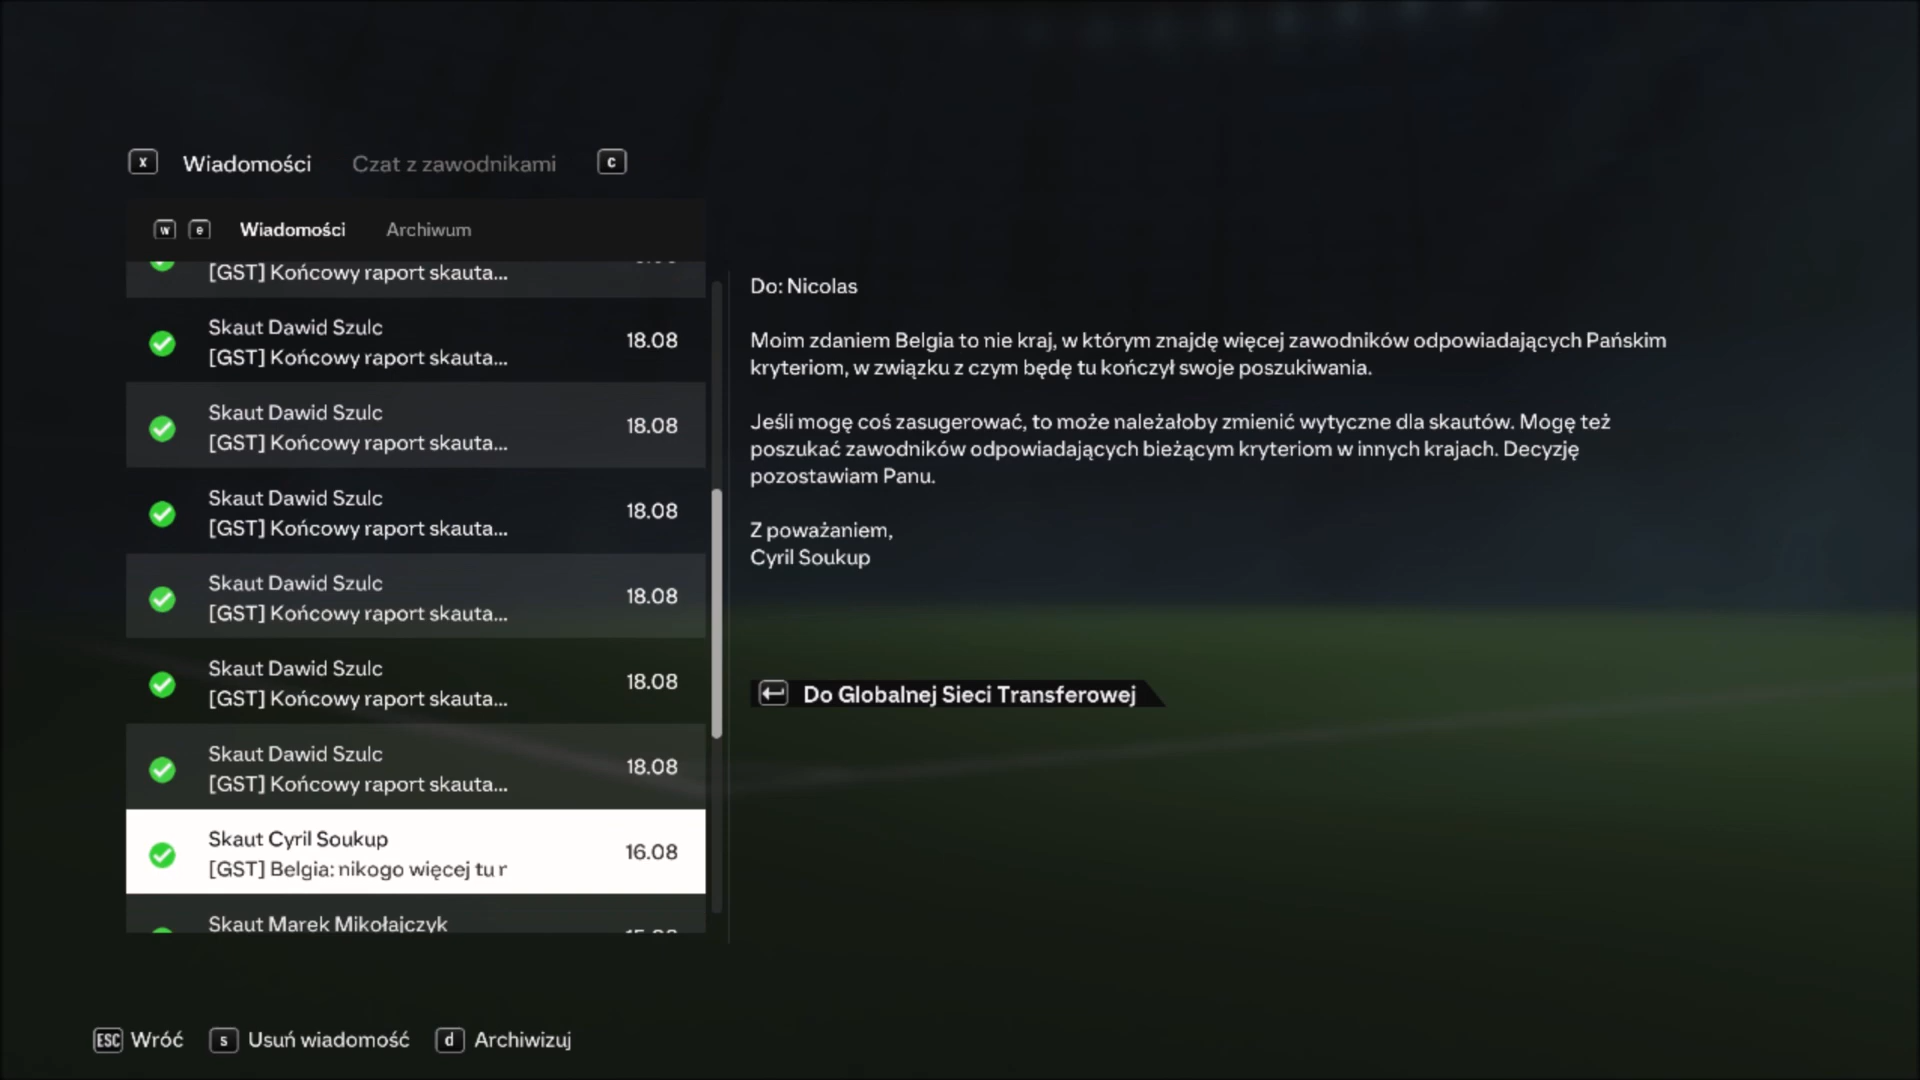 x Wiadomości Czat z zawodnikami c
w e Wiadomości Archiwum
[GST] Końcowy raport skauta...
Skaut Dawid Szulc
[GST] Końcowy raport skauta...
18.08
Skaut Dawid Szulc
[GST] Końcowy raport skauta...
18.08
Skaut Dawid Szulc
[GST] Końcowy raport skauta...
18.08
Skaut Dawid Szulc
[GST] Końcowy raport skauta...
18.08
Skaut Dawid Szulc
[GST] Końcowy raport skauta...
18.08
Skaut Dawid Szulc
[GST] Końcowy raport skauta...
18.08
Skaut Cyril Soukup
[GST] Belgia: nikogo więcej tu r
16.08
Skaut Marek Mikołajczyk
Do: Nicolas
Moim zdaniem Belgia to nie kraj, w którym znajdę więcej zawodników odpowiadających Pańskim
kryteriom, w związku z czym będę tu kończył swoje poszukiwania.
Jeśli mogę coś zasugerować, to może należałoby zmienić wytyczne dla skautów. Mogę też
poszukać zawodników odpowiadających bieżącym kryteriom w innych krajach. Decyzję
pozostawiam Panu.
Z poważaniem,
Cyril Soukup
Do Globalnej Sieci Transferowej
ESC Wróć s Usuń wiadomość d Archiwizuj